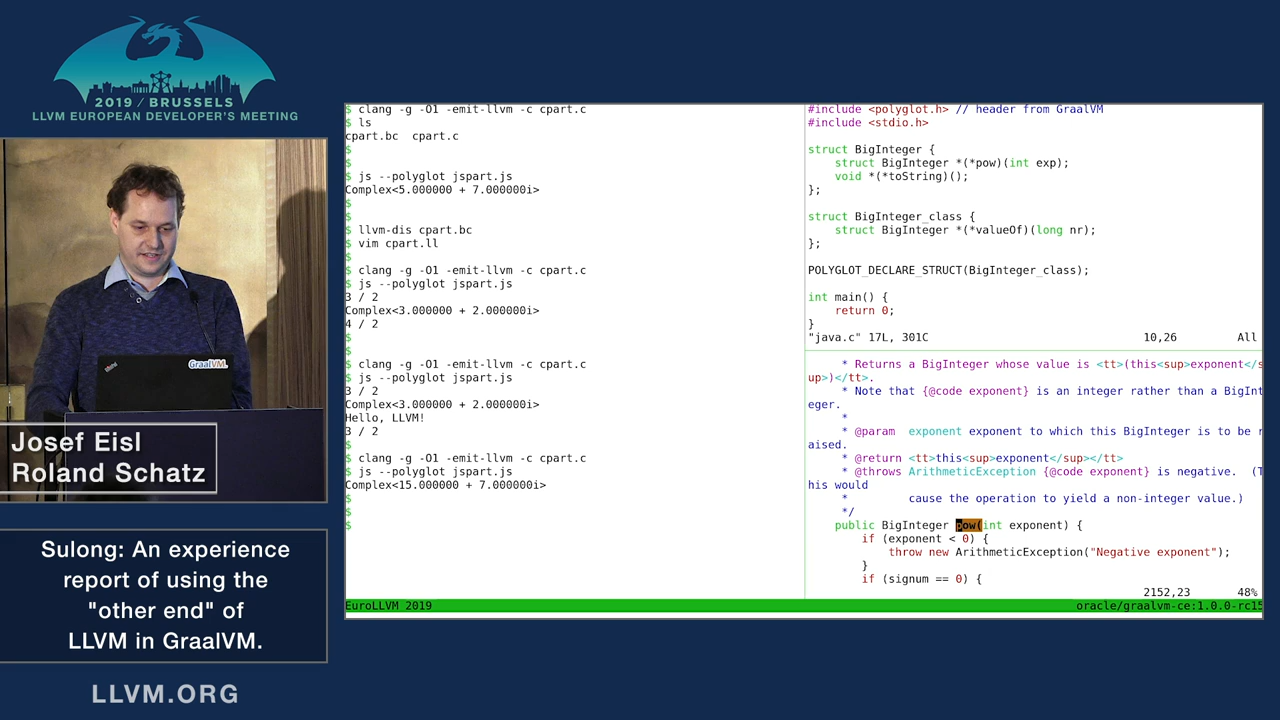 2019 / BRUSSELS
LLVM EUROPEAN DEVELOPER'S MEETING
GraalVM.
Josef Eisl
Roland Schatz
Sulong: An experience
report of using the
"other end" of
LLVM in GraalVM.
LLVM.ORG
$ clang -g -O1 -emit-llvm -c cpart.c
$ ls
cpart.bc  cpart.c
$
$
$ js --polyglot jspart.js
Complex<5.000000 + 7.000000i>
$
$
$ llvm-dis cpart.bc
$ vim cpart.ll
$
$ clang -g -O1 -emit-llvm -c cpart.c
$ js --polyglot jspart.js
3 / 2
Complex<3.000000 + 2.000000i>
4 / 2
$
$
$ clang -g -O1 -emit-llvm -c cpart.c
$ js --polyglot jspart.js
3 / 2
Complex<3.000000 + 2.000000i>
Hello, LLVM!
3 / 2
$
$ clang -g -O1 -emit-llvm -c cpart.c
$ js --polyglot jspart.js
Complex<15.000000 + 7.000000i>
$
$
$
#include <polyglot.h> // header from GraalVM
#include <stdio.h>
struct BigInteger {
    struct BigInteger *(*pow)(int exp);
    void *(*toString)();
};
struct BigInteger_class {
    struct BigInteger *(*valueOf)(long nr);
};
POLYGLOT_DECLARE_STRUCT(BigInteger_class);
int main() {
    return 0;
}
"java.c" 17L, 301C 10,26 All
     * Returns a BigInteger whose value is <tt>(this<sup>exponent</s
up>)</tt>.
     * Note that {@code exponent} is an integer rather than a BigInt
eger.
     *
     * @param  exponent exponent to which this BigInteger is to be r
aised.
     * @return <tt>this<sup>exponent</sup></tt>
     * @throws ArithmeticException {@code exponent} is negative.  (T
his would
     *         cause the operation to yield a non-integer value.)
     */
    public BigInteger pow(int exponent) {
        if (exponent < 0) {
            throw new ArithmeticException("Negative exponent");
        }
        if (signum == 0) {
2152,23 48%
EuroLLVM 2019 oracle/graalvm-ce:1.0.0-rc15